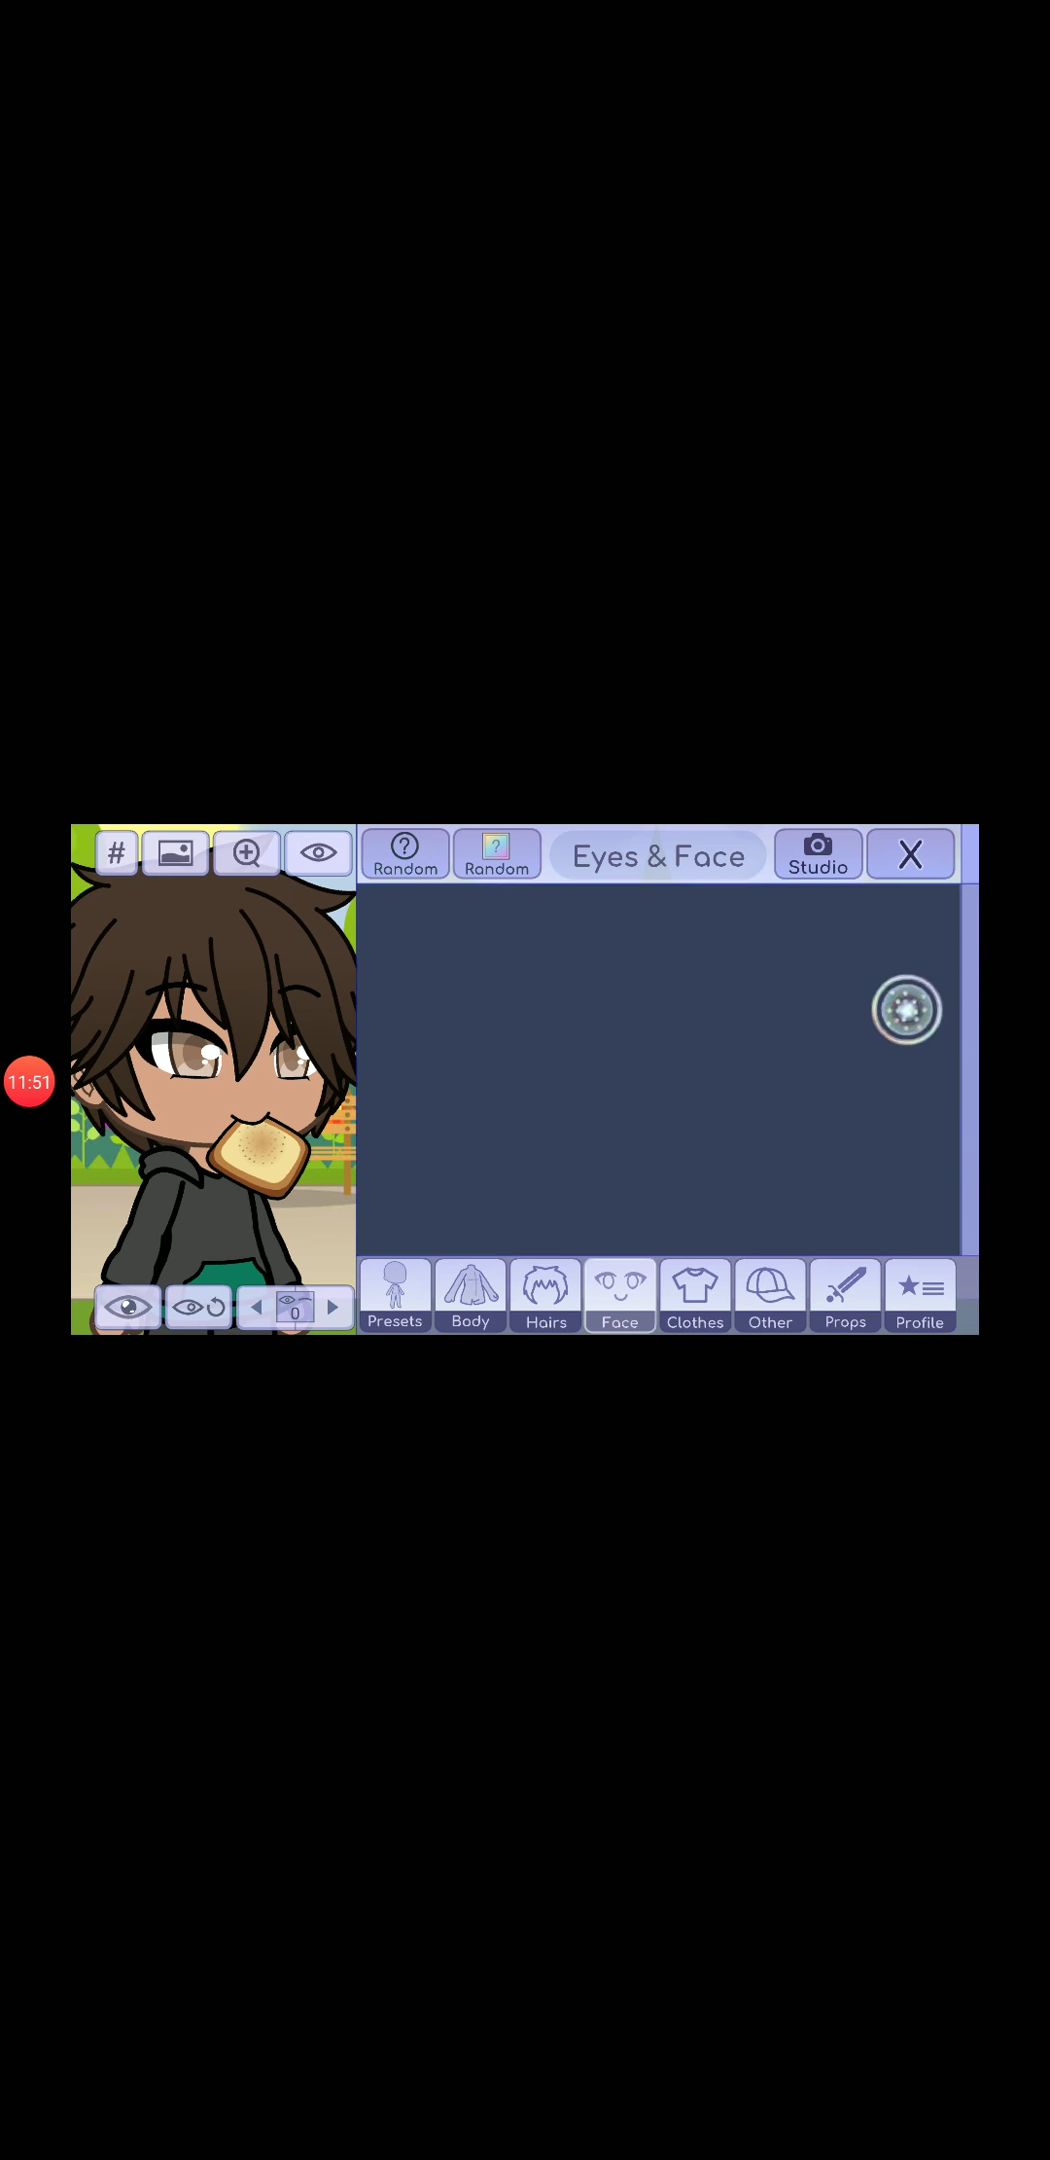 #
? Random
? Random
Eyes & Face
Studio
X
11:51
0
Presets
Body
Hairs
Face
Clothes
Other
Props
Profile